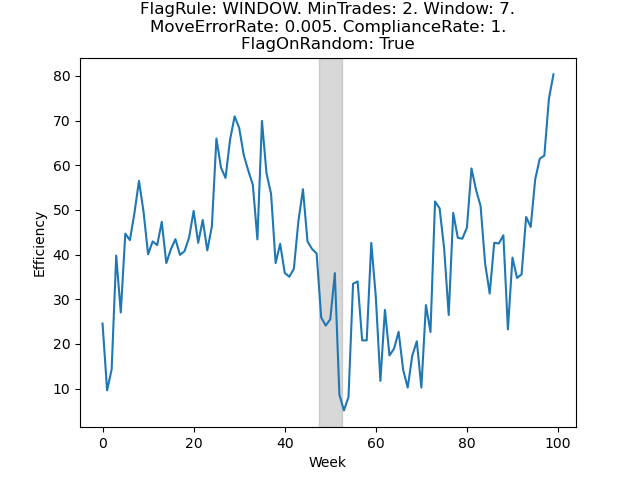 FlagRule: WINDOW. MinTrades: 2. Window: 7.
MoveErrorRate: 0.005. ComplianceRate: 1.
FlagOnRandom: True
80
70
60
50
40
30
20
10
Efficiency
0 20 40 60 80 100
Week